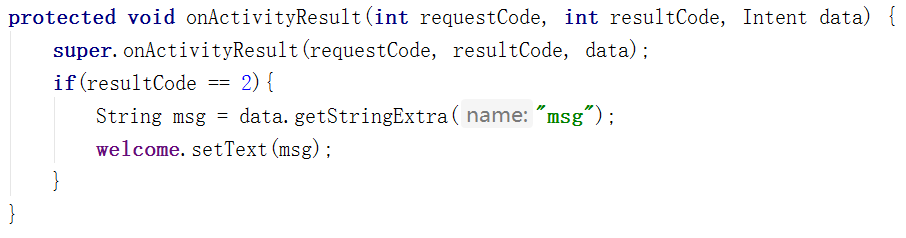 protected void onActivityResult(int requestCode, int resultCode, Intent data) {
    super.onActivityResult(requestCode, resultCode, data);
    if(resultCode == 2){
        String msg = data.getStringExtra( name: "msg");
        welcome.setText(msg);
    }
}